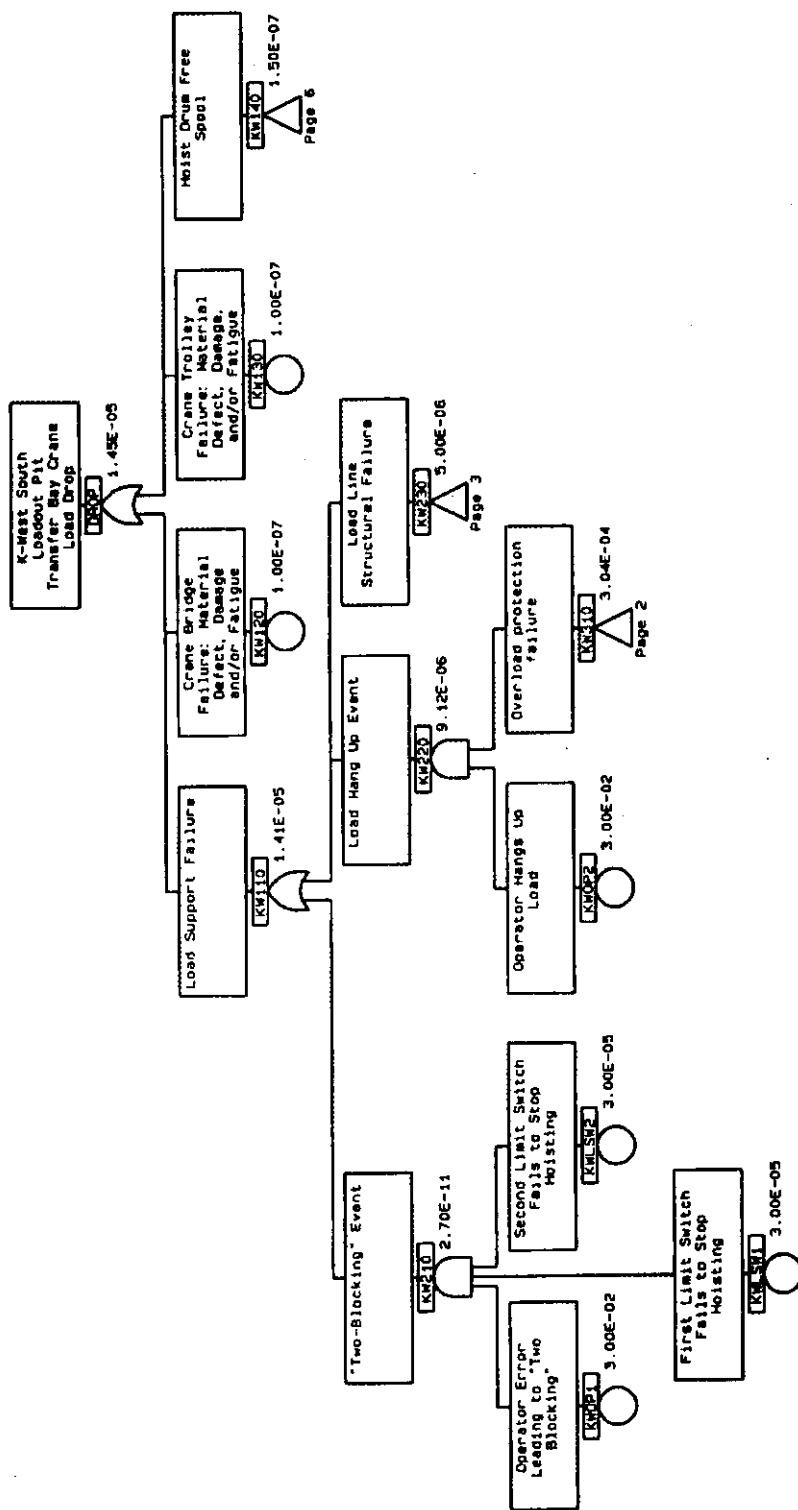 K-West South
Loadout Pit
Transfer Bay Crane
Load Drop
DROP
1.45E-05
Load Support Failure
KW110
1.41E-05
Crane Bridge
Failure: Material
Defect, Damage
and/or Fatigue
KW120
1.00E-07
Crane Trolley
Failure: Material
Defect, Damage,
and/or Fatigue
KW130
1.00E-07
Hoist Drum Free
Spool
KW140
1.50E-07
Page 6
"Two-Blocking" Event
KW210
2.70E-11
Load Hang Up Event
KW220
9.12E-06
Load Line
Structural Failure
KW230
5.00E-06
Page 3
Operator Error
Leading to "Two
Blocking"
KWOP1
3.00E-02
Second Limit Switch
Fails to Stop
Hoisting
KWLSW2
3.00E-05
Operator Hangs Up
Load
KWOP2
3.00E-02
Overload protection
failure
KW310
3.04E-04
Page 2
First Limit Switch
Fails to Stop
Hoisting
KWLSW1
3.00E-05